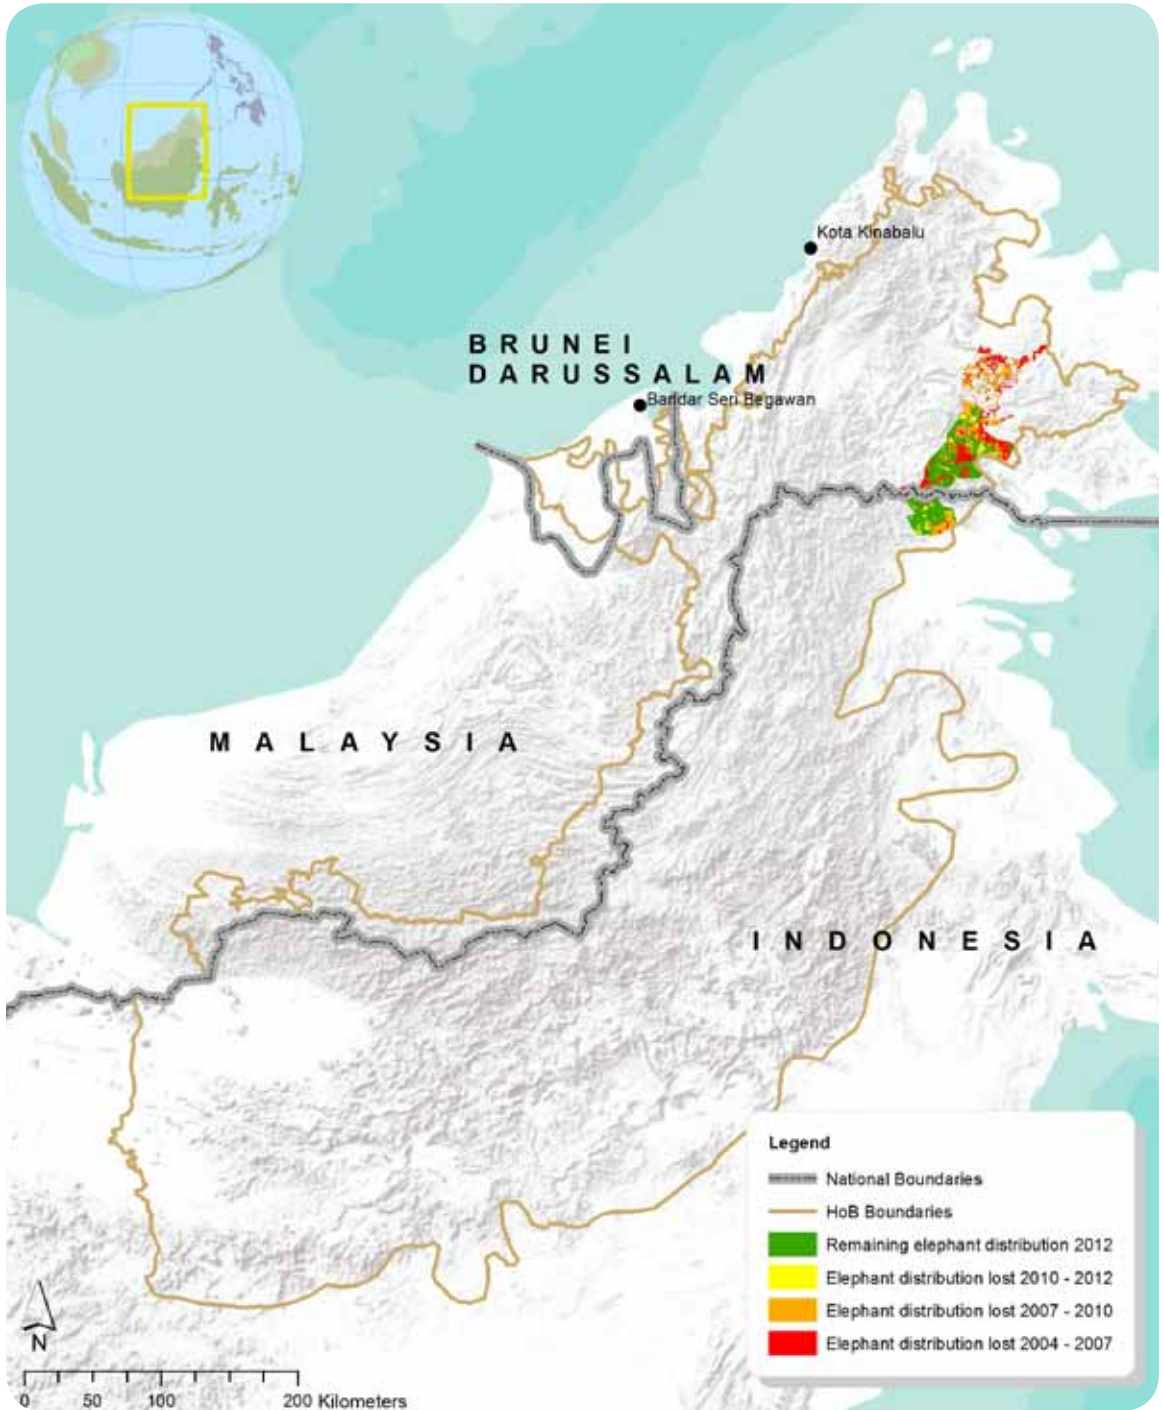 Kota Kinabalu
BRUNEI
DARUSSALAM
Bandar Seri Begawan
MALAYSIA
INDONESIA
Legend
National Boundaries
HoB Boundaries
Remaining elephant distribution 2012
Elephant distribution lost 2010 - 2012
Elephant distribution lost 2007 - 2010
Elephant distribution lost 2004 - 2007
N
0 50 100 200 Kilometers